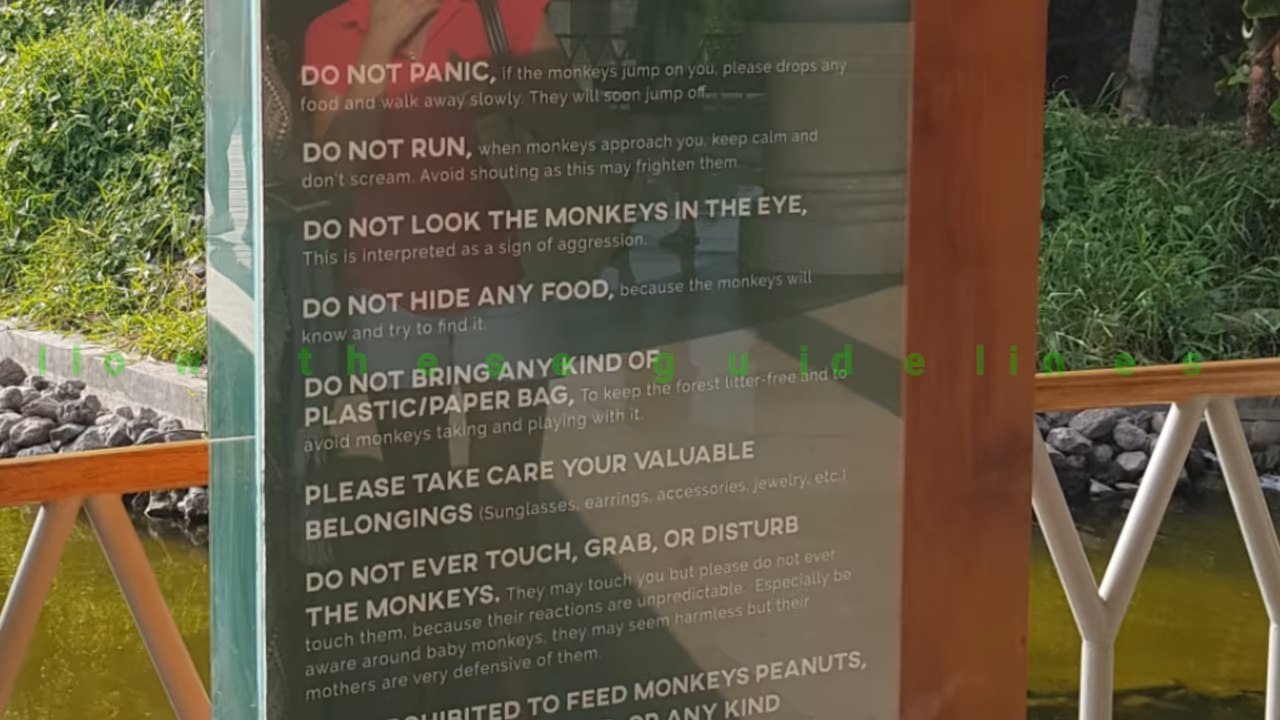 DO NOT PANIC, if the monkeys jump on you, please drops any
food and walk away slowly. They will soon jump off.
DO NOT RUN, when monkeys approach you, keep calm and
don't scream. Avoid shouting as this may frighten them.
DO NOT LOOK THE MONKEYS IN THE EYE,
This is interpreted as a sign of aggression.
DO NOT HIDE ANY FOOD, because the monkeys will
know and try to find it.
llow these guidelines
DO NOT BRING ANY KIND OF
PLASTIC/PAPER BAG, To keep the forest litter-free and to
avoid monkeys taking and playing with it.
PLEASE TAKE CARE YOUR VALUABLE
BELONGINGS (Sunglasses, earrings, accessories, jewelry, etc.)
DO NOT EVER TOUCH, GRAB, OR DISTURB
THE MONKEYS. They may touch you but please do not ever
touch them, because their reactions are unpredictable. Especially be
aware around baby monkeys, they may seem harmless but their
mothers are very defensive of them.
TO FEED MONKEYS PEANUTS,
OR ANY KIND